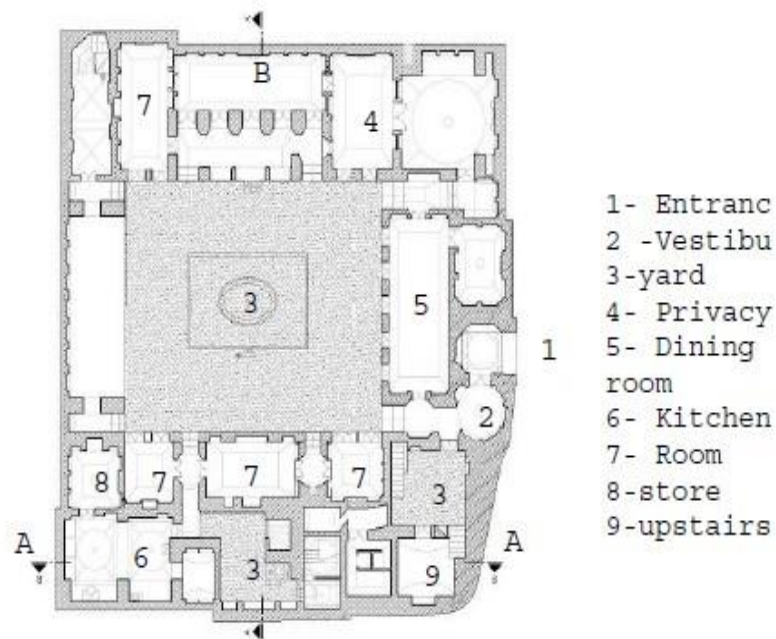 B
7
4
3
5
1
2
8
7
7
7
3
A
6
3
9
A
1- Entranc
2 -Vestibu
3-yard
4- Privacy
5- Dining
room
6- Kitchen
7- Room
8-store
9-upstairs